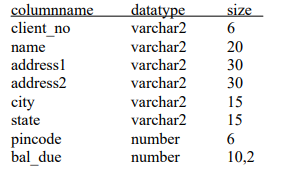 columnname datatype size
client_no varchar2 6
name varchar2 20
address1 varchar2 30
address2 varchar2 30
city varchar2 15
state varchar2 15
pincode number 6
bal_due number 10,2